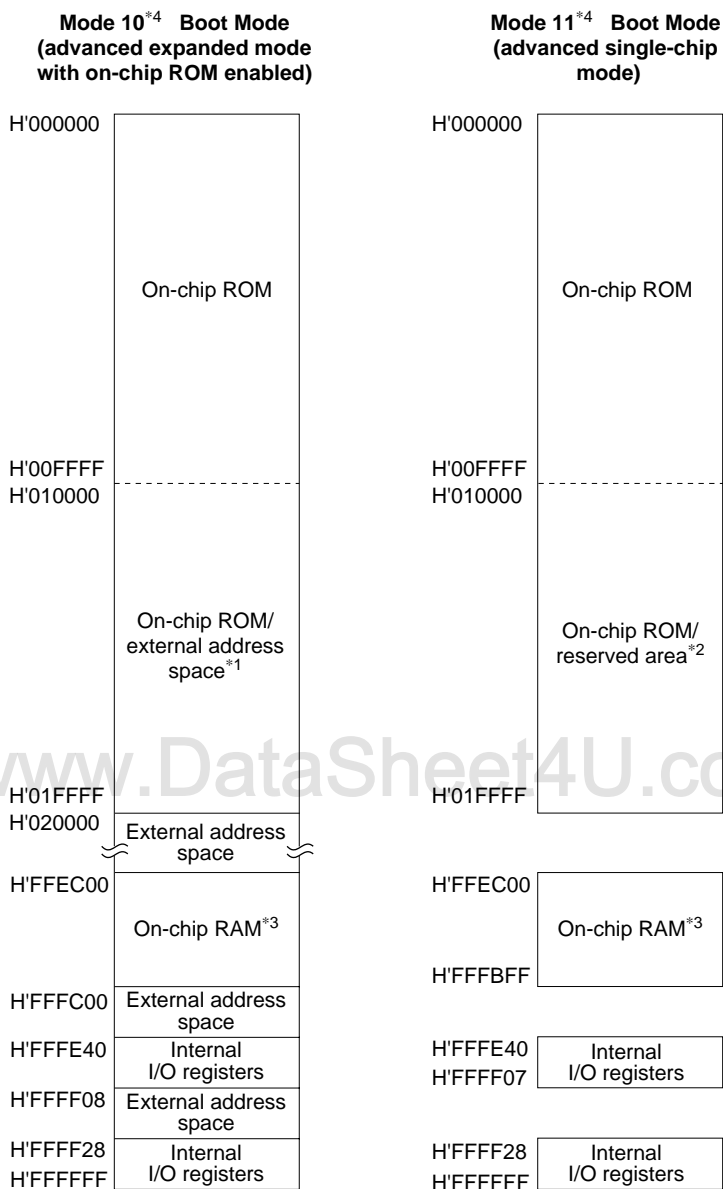 Mode 10*4 Boot Mode
(advanced expanded mode
with on-chip ROM enabled)
H'000000
On-chip ROM
H'00FFFF
H'010000
On-chip ROM/
external address
space*1
H'01FFFF
H'020000
External address
space
H'FFEC00
On-chip RAM*3
H'FFFC00
External address
space
H'FFFE40
Internal
I/O registers
H'FFFF08
External address
space
H'FFFF28
Internal
I/O registers
H'FFFFFF
Mode 11*4 Boot Mode
(advanced single-chip
mode)
H'000000
On-chip ROM
H'00FFFF
H'010000
On-chip ROM/
reserved area*2
H'01FFFF
H'FFEC00
On-chip RAM*3
H'FFFBFF
H'FFFE40
Internal
I/O registers
H'FFFF07
H'FFFF28
Internal
I/O registers
H'FFFFFF
www.DataSheet4U.co